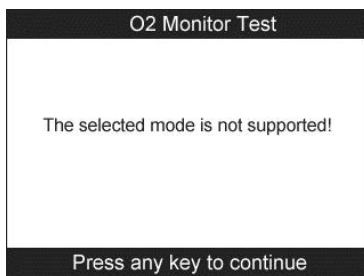 O2 Monitor Test
The selected mode is not supported!
Press any key to continue